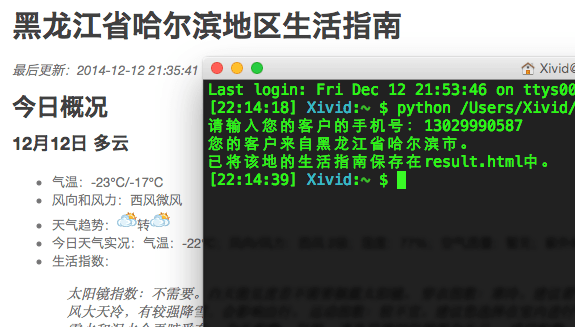 黑龙江省哈尔滨地区生活指南
最后更新：2014-12-12 21:35:41
今日概况
12月12日 多云
气温：-23℃/-17℃
风向和风力：西风微风
天气趋势：转
今日天气实况：气温：-22
生活指数：
太阳镜指数：不需要。
风大天冷，有较强降雪，
Xivid@
Last login: Fri Dec 12 21:53:46 on ttys00
[22:14:18] Xivid:~ $ python /Users/Xivid/
请输入您的客户的手机号：13029990587
您的客户来自黑龙江省哈尔滨市。
已将该地的生活指南保存在result.html中。
[22:14:39] Xivid:~ $